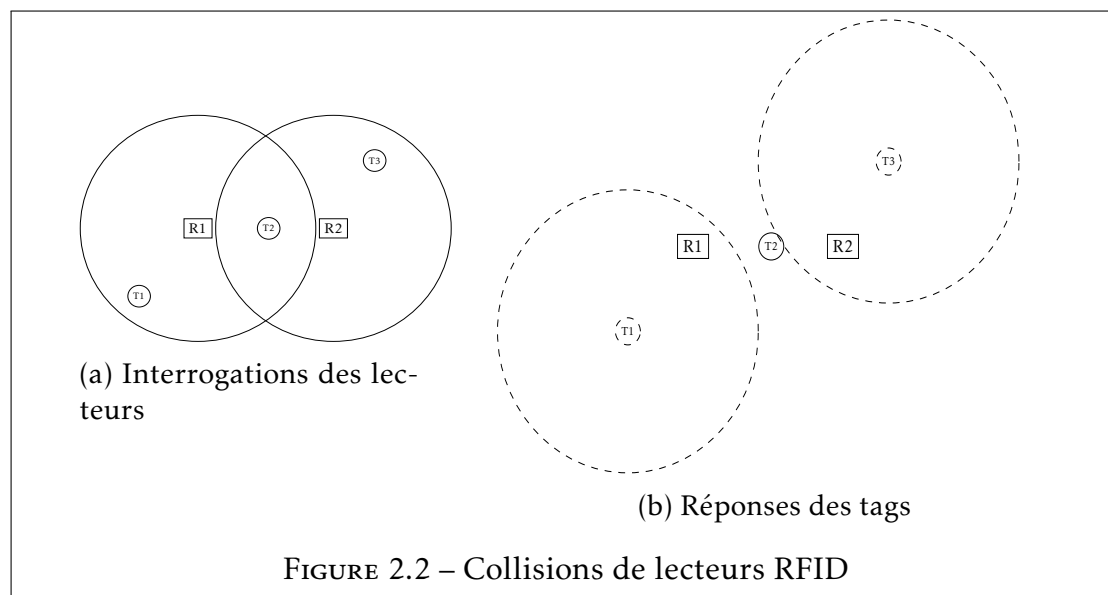 T3
R1
T2
R2
T1
(a) Interrogations des lec-
teurs
T3
R1
T2
R2
T1
(b) Réponses des tags
FIGURE 2.2 – Collisions de lecteurs RFID